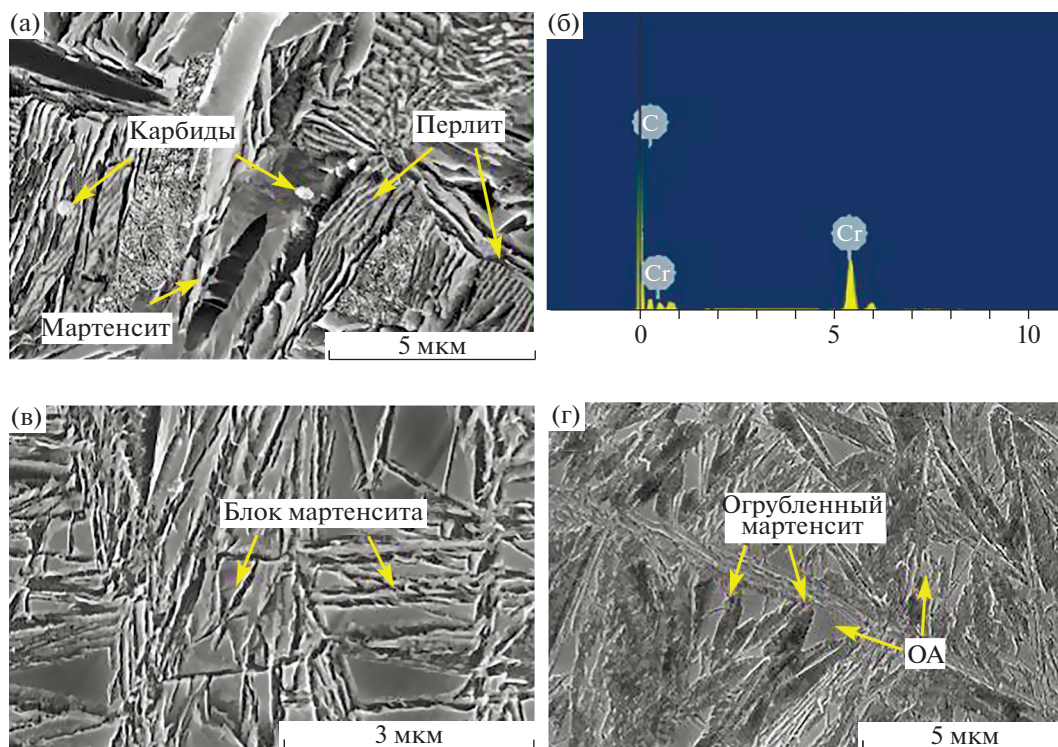 (а)
Карбиды
Перлит
Мартенсит
5 мкм
(б)
C
Cr
Cr
0
5
10
(в)
Блок мартенсита
3 мкм
(г)
Огрубленный
мартенсит
ОА
5 мкм